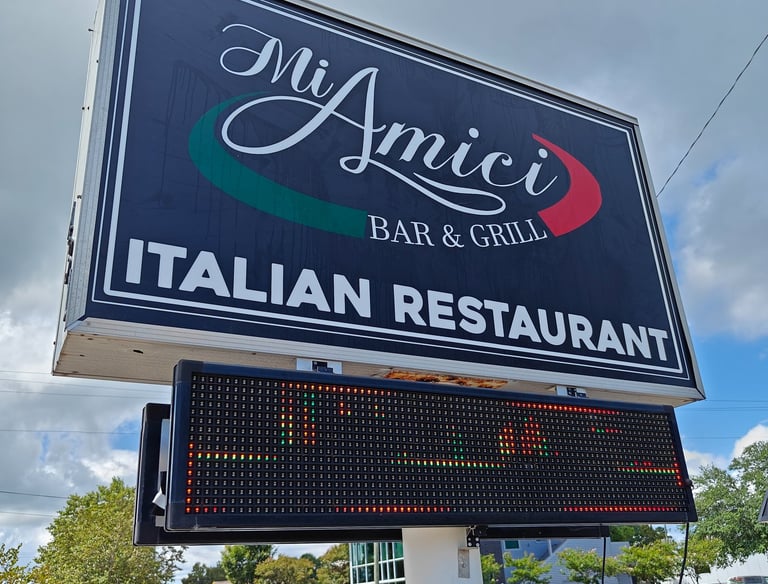 Mi Amici
BAR & GRILL
ITALIAN RESTAURANT